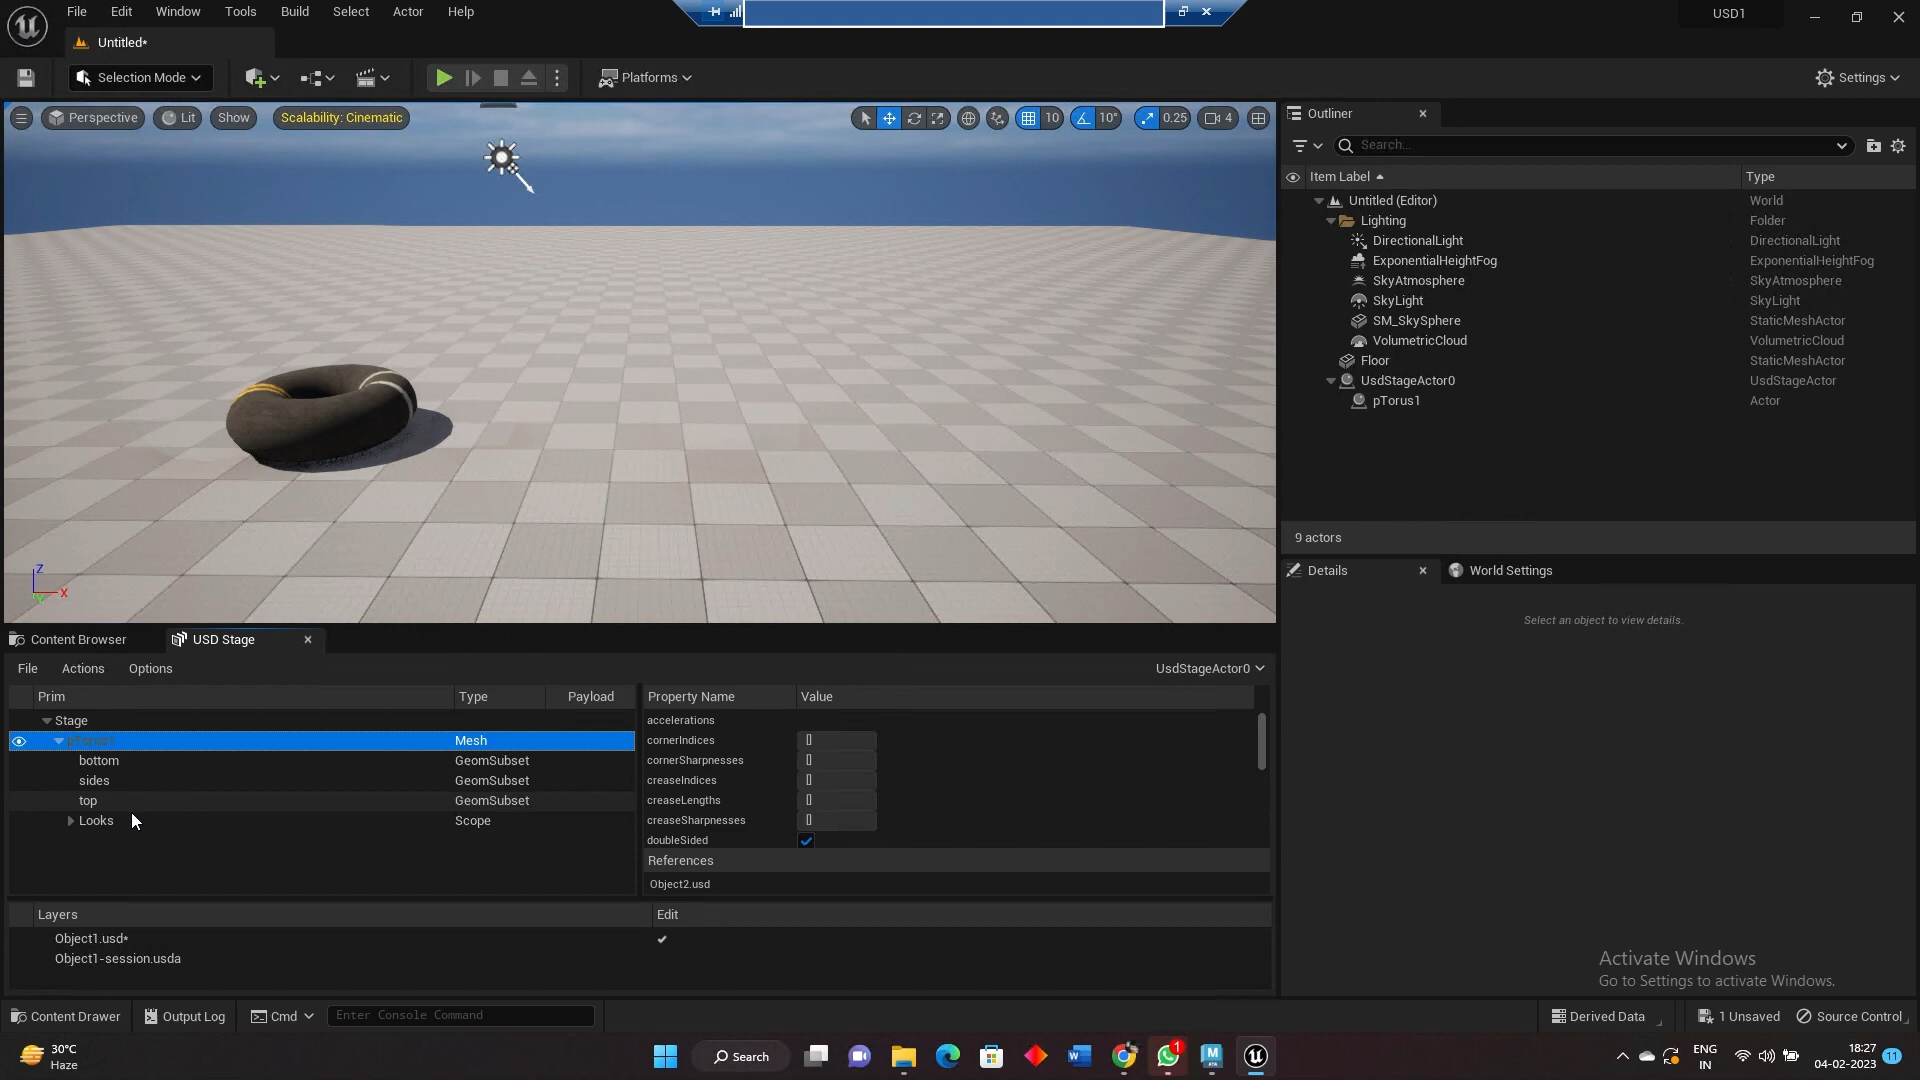 File Edit Window Tools Build Select Actor Help
USD1
Untitled*
Selection Mode
Platforms
Settings
Perspective Lit Show Scalability: Cinematic
10 10° 0.25 4
Outliner
Search...
Item Label Type
Untitled (Editor) World
Lighting Folder
DirectionalLight DirectionalLight
ExponentialHeightFog ExponentialHeightFog
SkyAtmosphere SkyAtmosphere
SkyLight SkyLight
SM_SkySphere StaticMeshActor
VolumetricCloud VolumetricCloud
Floor StaticMeshActor
UsdStageActor0 UsdStageActor
pTorus1 Actor
9 actors
Details World Settings
Select an object to view details.
Z
X
Content Browser USD Stage
File Actions Options UsdStageActor0
Prim Type Payload Property Name Value
Stage
pTorus1 Mesh
bottom GeomSubset
sides GeomSubset
top GeomSubset
Looks Scope
accelerations
cornerIndices []
cornerSharpnesses []
creaseIndices []
creaseLengths []
creaseSharpnesses []
doubleSided
References
Object2.usd
Layers Edit
Object1.usd*
Object1-session.usda
Activate Windows
Go to Settings to activate Windows.
Content Drawer Output Log Cmd Enter Console Command Derived Data 1 Unsaved Source Control
30°C
Haze
Search
1
ENG
IN
18:27
04-02-2023
11